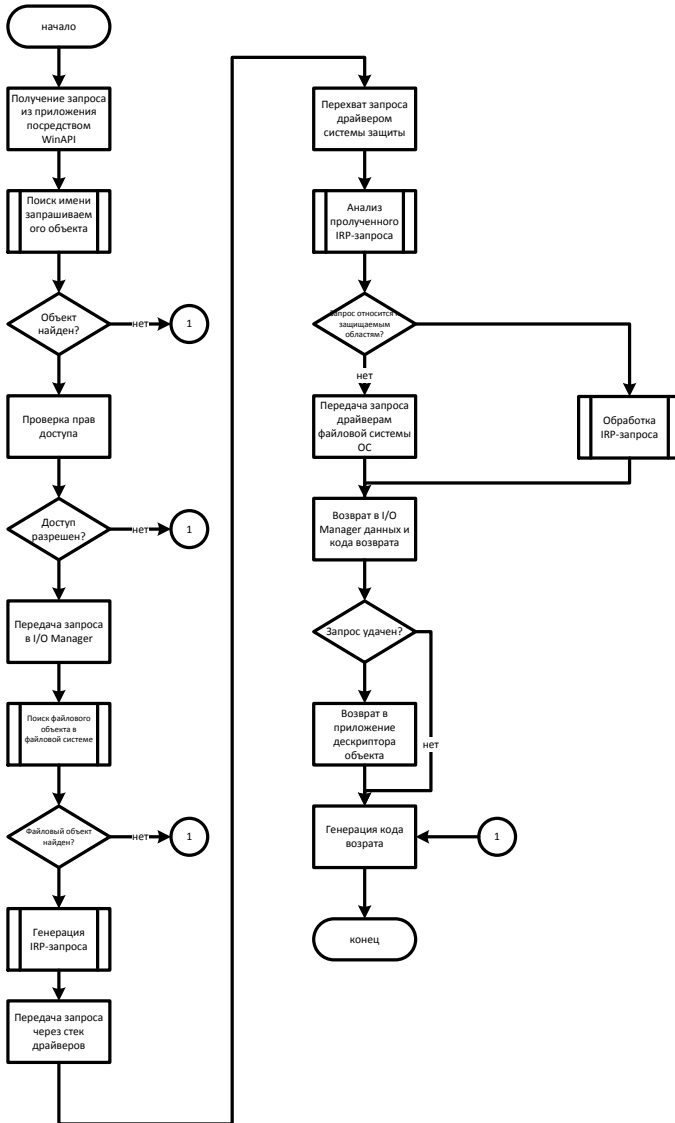 начало
Получение запроса
из приложения
посредством
WinAPI
Поиск имени
запрашиваем
ого объекта
Объект
найден?
нет
1
Проверка прав
доступа
Доступ
разрешен?
нет
1
Передача запроса
в I/O Manager
Поиск файлового
объекта в
файловой системе
Файловый объект
найден?
нет
1
Генерация
IRP-запроса
Передача запроса
через стек
драйверов
Перехват запроса
драйвером
системы защиты
Анализ
пролученного
IRP-запроса
Запрос относится
защищаемым
областям?
нет
Передача запроса
драйверам
файловой системы
ОС
Обработка
IRP-запроса
Возврат в I/O
Manager данных и
кода возврата
Запрос удачен?
Возврат в
приложение
дескриптора
объекта
нет
Генерация кода
возрата
1
конец